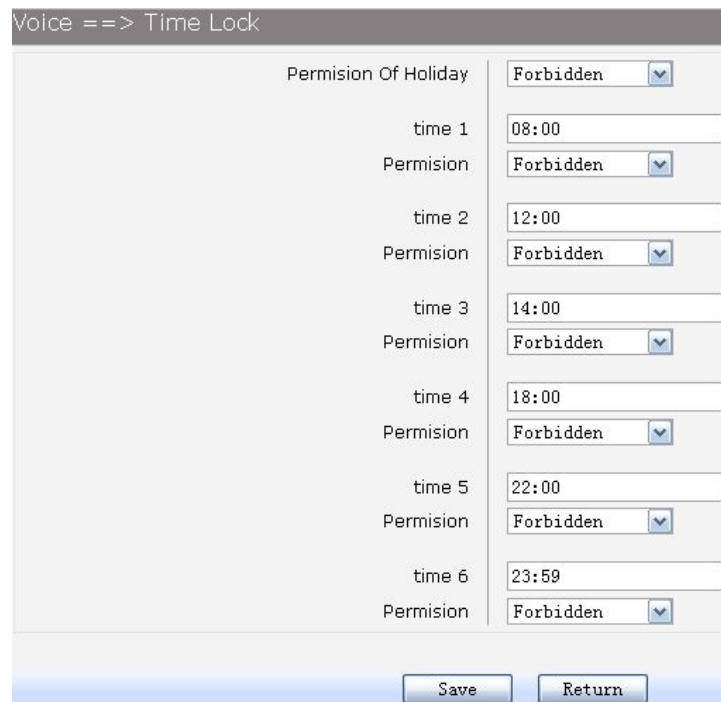 Voice ==> Time Lock
Permision Of Holiday Forbidden
time 1 08:00
Permision Forbidden
time 2 12:00
Permision Forbidden
time 3 14:00
Permision Forbidden
time 4 18:00
Permision Forbidden
time 5 22:00
Permision Forbidden
time 6 23:59
Permision Forbidden
Save Return